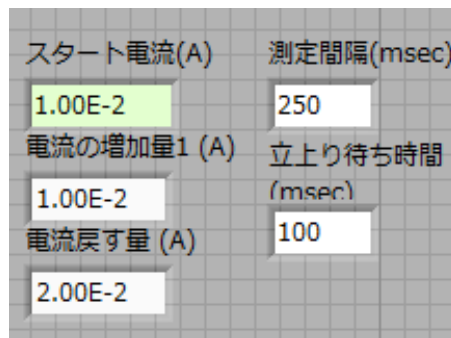 スタート電流(A)
1.00E-2
電流の増加量1 (A)
1.00E-2
電流戻す量 (A)
2.00E-2
測定間隔(msec)
250
立上り待ち時間
(msec)
100